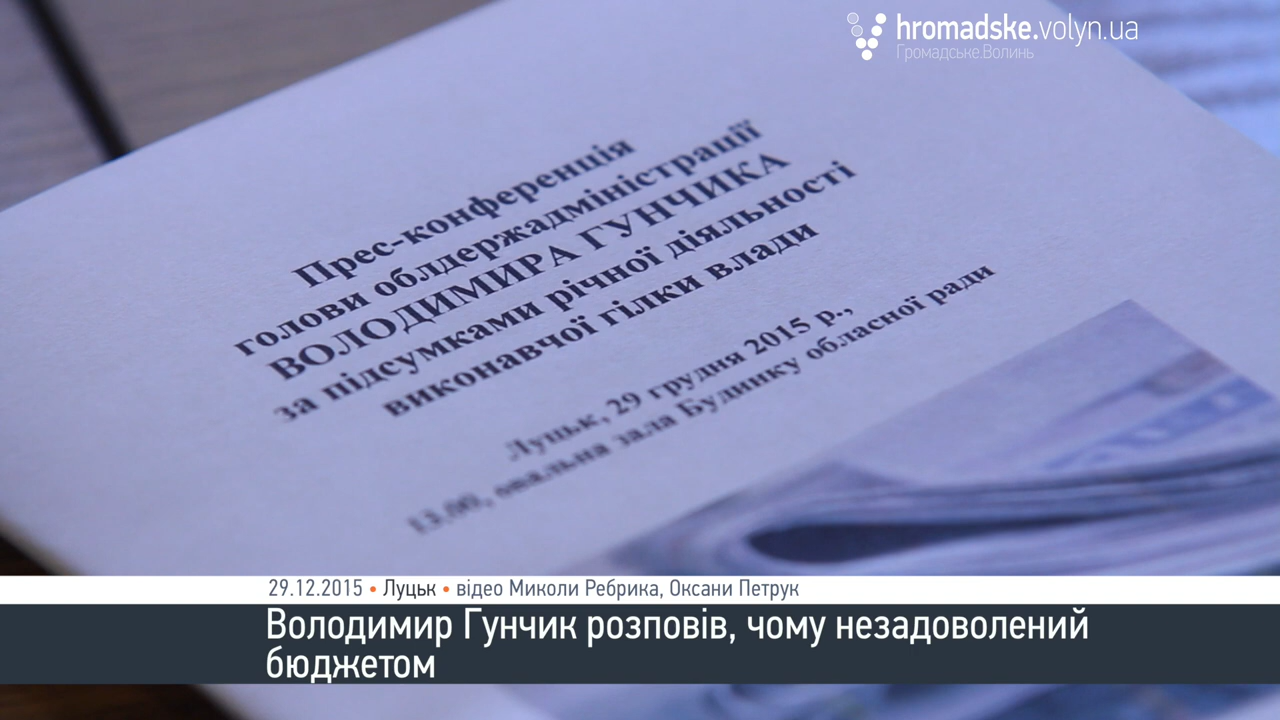 hromadske.volyn.ua
Громадське.Волинь
Прес-конференція
голови облдержадміністрації
ВОЛОДИМИРА ГУНЧИКА
за підсумками річної діяльності
виконавчої гілки влади
Луцьк, 29 грудня 2015 р.,
13.00, овальна зала Будинку обласної ради
29.12.2015 • Луцьк • відео Миколи Ребрика, Оксани Петрук
Володимир Гунчик розповів, чому незадоволений
бюджетом